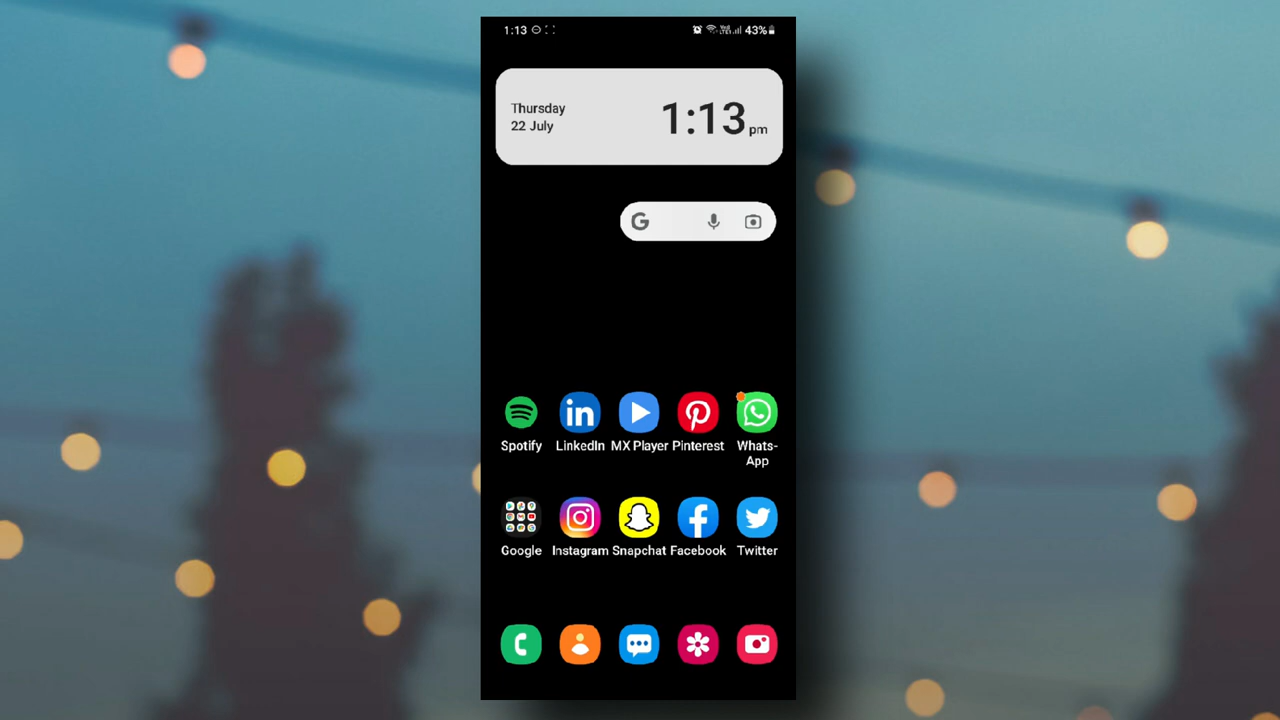 1:13
43%
Thursday
22 July
1:13 pm
Spotify LinkedIn MX Player Pinterest Whats-
App
Google Instagram Snapchat Facebook Twitter